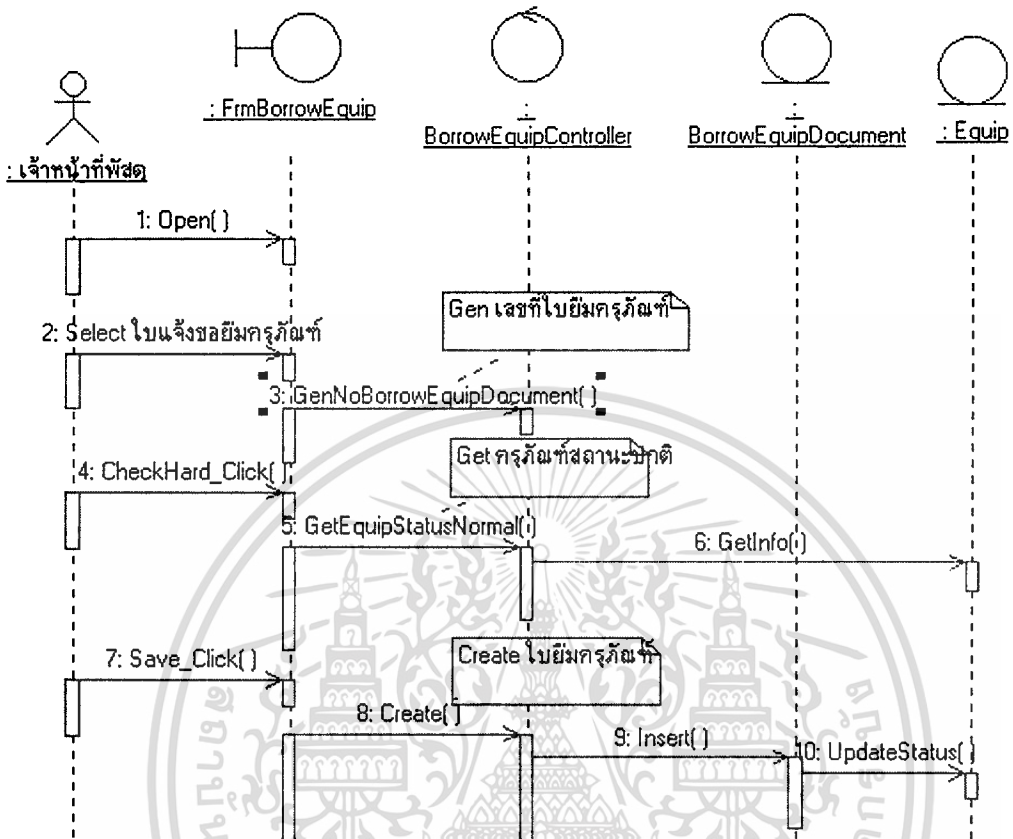 : FrmBorrowEquip
:
BorrowEquipController
:
BorrowEquipDocument
: Equip
: เจ้าหน้าที่พัสดุ
1: Open( )
Gen เลขที่ใบยืมครุภัณฑ์
2: Select ใบแจ้งขอยืมครุภัณฑ์
3: GenNoBorrowEquipDocument( )
Get ครุภัณฑ์สถานะปกติ
4: CheckHard_Click( )
5: GetEquipStatusNormal( )
6: GetInfo( )
Create ใบยืมครุภัณฑ์
7: Save_Click( )
8: Create( )
9: Insert( )
10: UpdateStatus( )